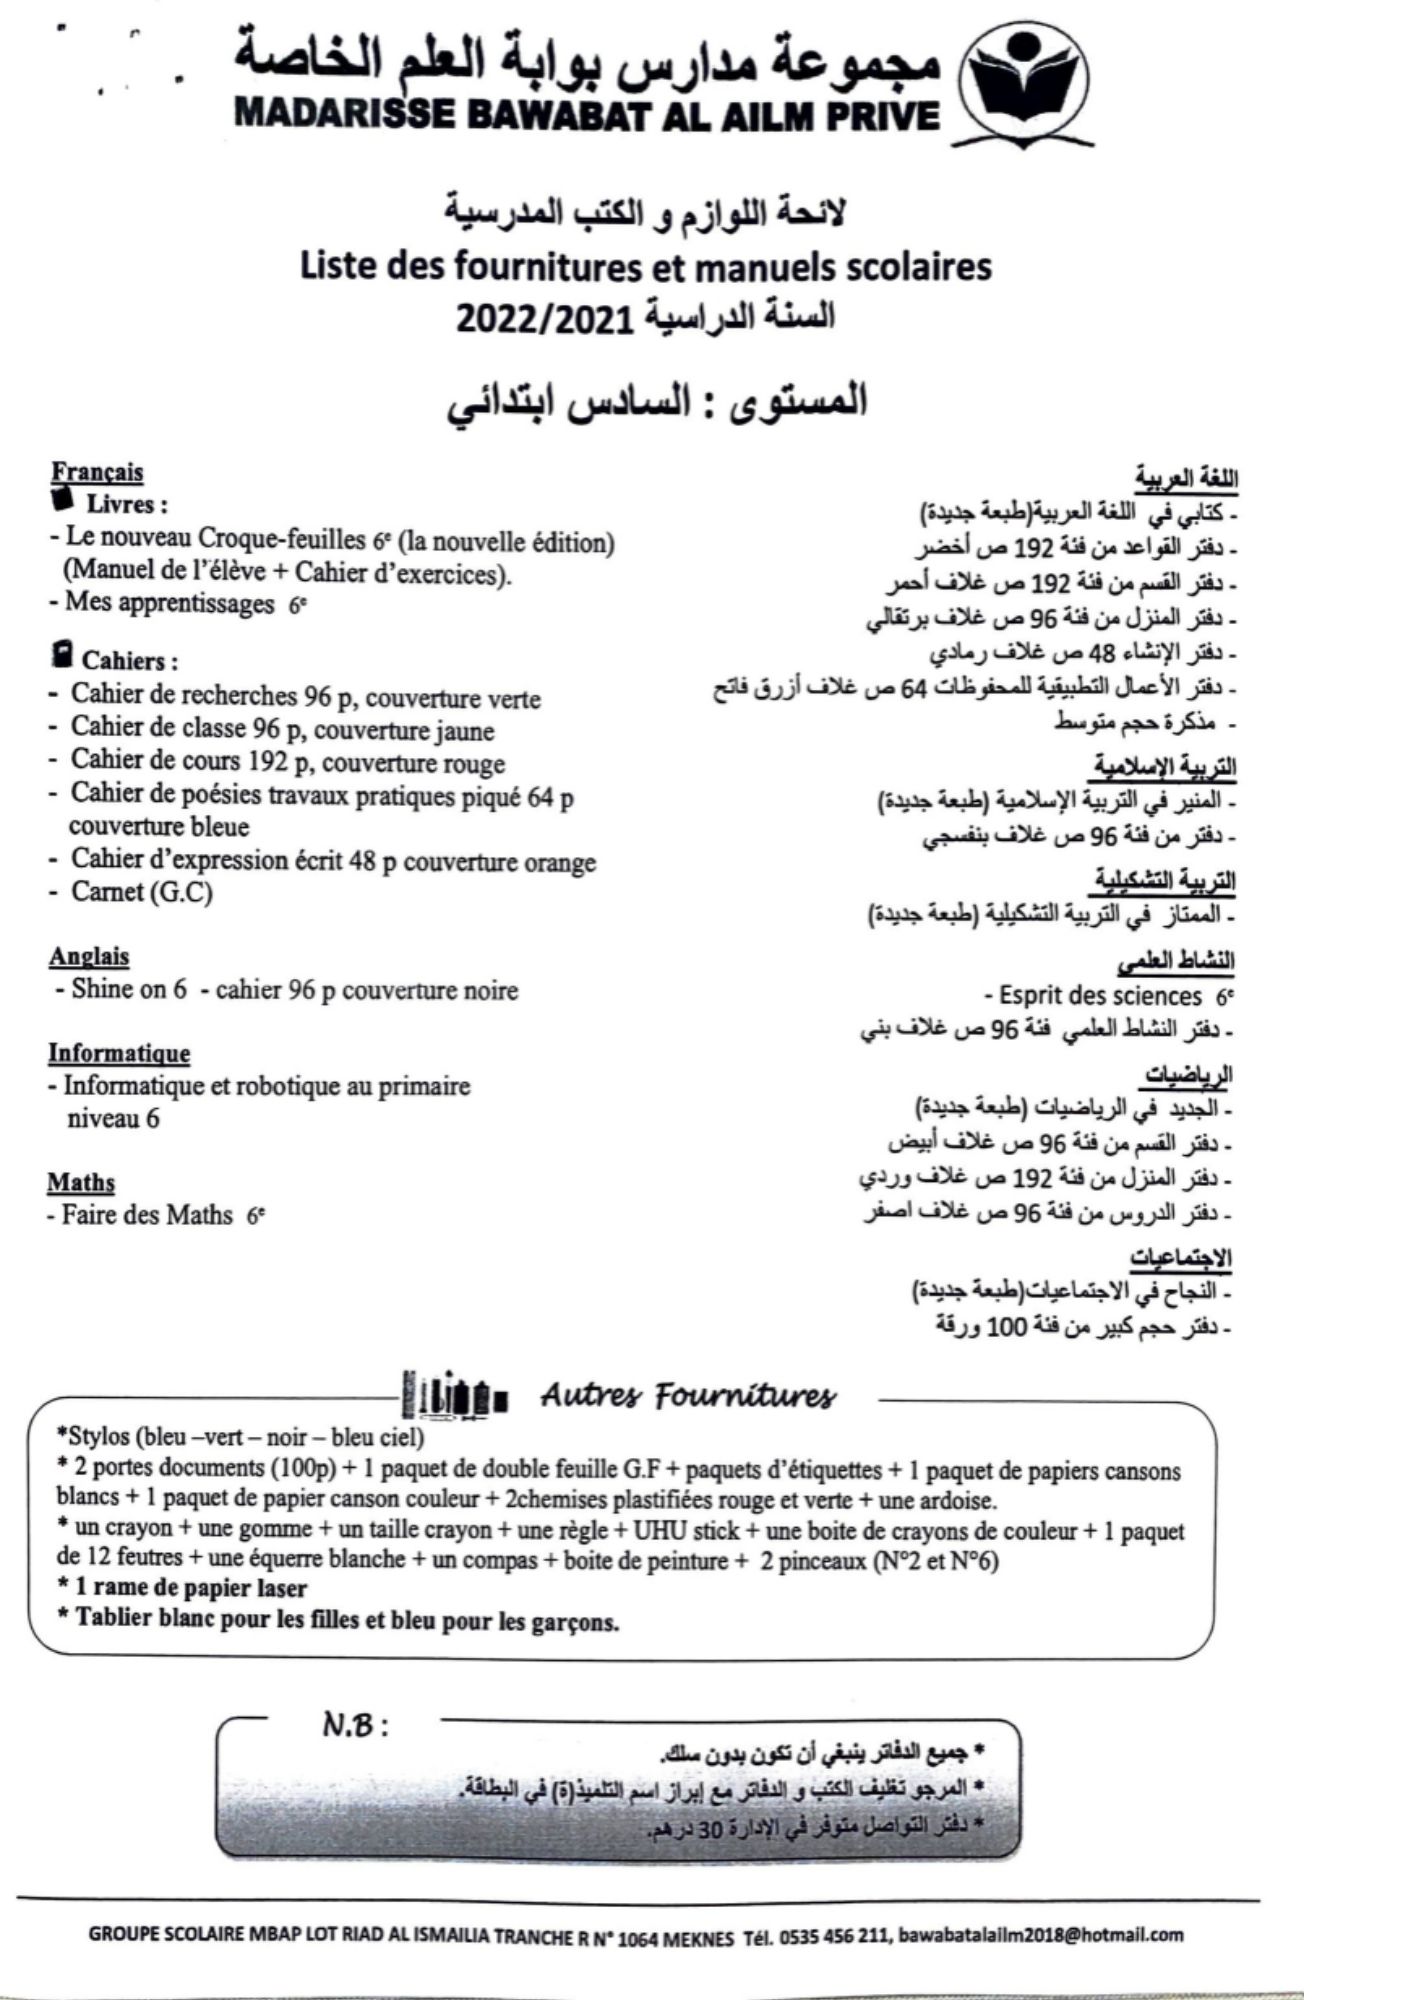 مجموعة مدارس بوابة العلم الخاصة
MADARISSE BAWABAT AL AILM PRIVE
لائحة اللوازم و الكتب المدرسية
Liste des fournitures et manuels scolaires
السنة الدراسية 2022/2021
المستوى : السادس ابتدائي
Français
Livres :
- Le nouveau Croque-feuilles 6e (la nouvelle édition)
(Manuel de l'élève + Cahier d'exercices).
- Mes apprentissages 6e
Cahiers :
- Cahier de recherches 96 p, couverture verte
- Cahier de classe 96 p, couverture jaune
- Cahier de cours 192 p, couverture rouge
- Cahier de poésies travaux pratiques piqué 64 p
couverture bleue
- Cahier d'expression écrit 48 p couverture orange
- Carnet (G.C)
Anglais
- Shine on 6 - cahier 96 p couverture noire
Informatique
- Informatique et robotique au primaire
niveau 6
Maths
- Faire des Maths 6e
اللغة العربية
- كتابي في اللغة العربية(طبعة جديدة)
- دفتر القواعد من فئة 192 ص أخضر
- دفتر القسم من فئة 192 ص غلاف أحمر
- دفتر المنزل من فئة 96 ص غلاف برتقالي
- دفتر الإنشاء 48 ص غلاف رمادي
- دفتر الأعمال التطبيقية للمحفوظات 64 ص غلاف أزرق فاتح
- مذكرة حجم متوسط
التربية الإسلامية
- المنير في التربية الإسلامية (طبعة جديدة)
- دفتر من فئة 96 ص غلاف بنفسجي
التربية التشكيلية
- الممتاز في التربية التشكيلية (طبعة جديدة)
النشاط العلمي
- Esprit des sciences 6e
- دفتر النشاط العلمي فئة 96 ص غلاف بني
الرياضيات
- الجديد في الرياضيات (طبعة جديدة)
- دفتر القسم من فئة 96 ص غلاف أبيض
- دفتر المنزل من فئة 192 ص غلاف وردي
- دفتر الدروس من فئة 96 ص غلاف اصفر
الاجتماعيات
- النجاح في الاجتماعيات(طبعة جديدة)
- دفتر حجم كبير من فئة 100 ورقة
Autres Fournitures
*Stylos (bleu –vert – noir – bleu ciel)
* 2 portes documents (100p) + 1 paquet de double feuille G.F + paquets d'étiquettes + 1 paquet de papiers cansons
blancs + 1 paquet de papier canson couleur + 2chemises plastifiées rouge et verte + une ardoise.
* un crayon + une gomme + un taille crayon + une règle + UHU stick + une boite de crayons de couleur + 1 paquet
de 12 feutres + une équerre blanche + un compas + boite de peinture + 2 pinceaux (N°2 et N°6)
* 1 rame de papier laser
* Tablier blanc pour les filles et bleu pour les garçons.
N.B :
* جميع الدفاتر ينبغي أن تكون بدون سلك.
* المرجو تغليف الكتب و الدفاتر مع إبراز اسم التلميذ(ة) في البطاقة.
* دفتر التواصل متوفر في الإدارة 30 درهم.
GROUPE SCOLAIRE MBAP LOT RIAD AL ISMAILIA TRANCHE R N° 1064 MEKNES Tél. 0535 456 211, bawabatalailm2018@hotmail.com